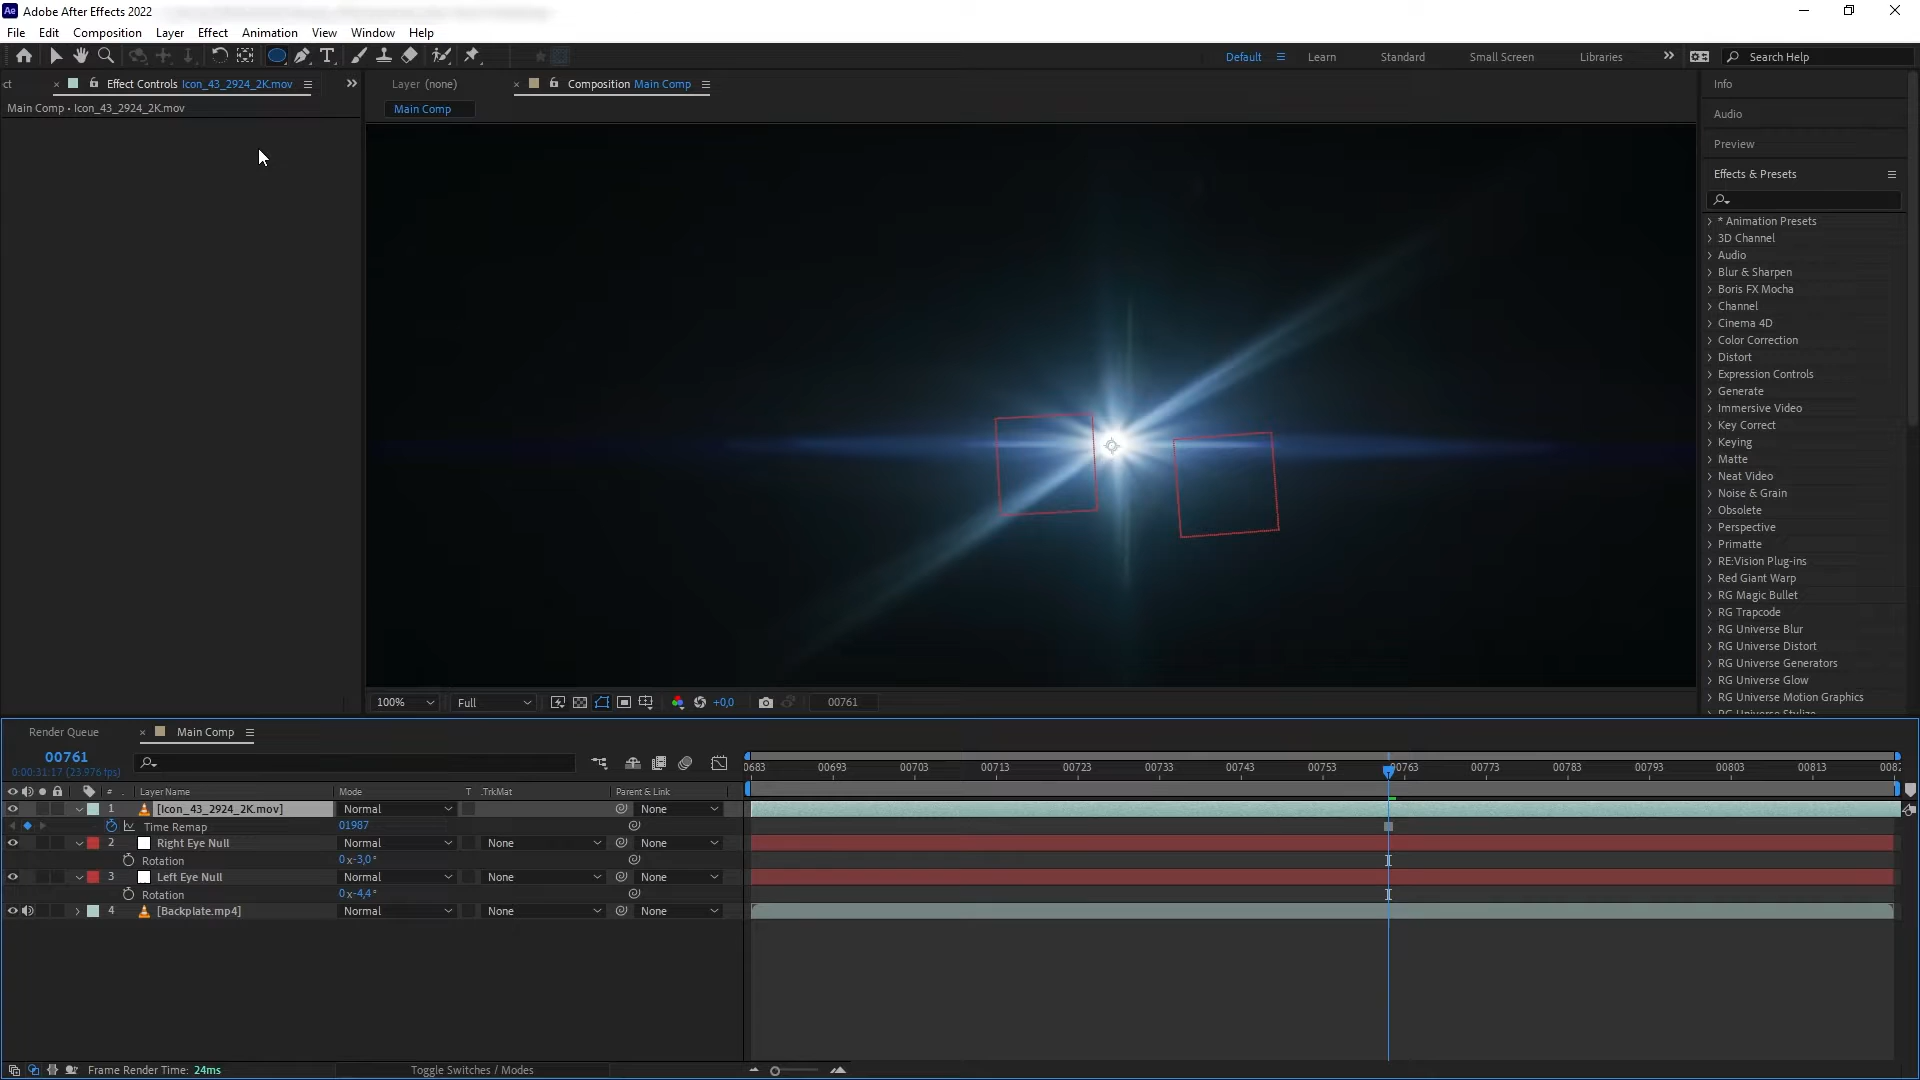 Adobe After Effects 2022
File Edit Composition Layer Effect Animation View Window Help
Default Learn Standard Small Screen Libraries Search Help
ct Effect Controls Icon_43_2924_2K.mov
Main Comp • Icon_43_2924_2K.mov
Layer (none) Composition Main Comp
Main Comp
Info
Audio
Preview
Effects & Presets
* Animation Presets
3D Channel
Audio
Blur & Sharpen
Boris FX Mocha
Channel
Cinema 4D
Color Correction
Distort
Expression Controls
Generate
Immersive Video
Key Correct
Keying
Matte
Neat Video
Noise & Grain
Obsolete
Perspective
Primatte
RE:Vision Plug-ins
Red Giant Warp
RG Magic Bullet
RG Trapcode
RG Universe Blur
RG Universe Distort
RG Universe Generators
RG Universe Glow
RG Universe Motion Graphics
RG Universe Stylize
100% Full +0,0 00761
Render Queue Main Comp
00761
0:00:31:17 (23.976 fps)
0683 00693 00703 00713 00723 00733 00743 00753 00763 00773 00783 00793 00803 00813 0082
# Layer Name Mode T .TrkMat Parent & Link
1 [Icon_43_2924_2K.mov] Normal None
Time Remap 01987
2 Right Eye Null Normal None None
Rotation 0x-3,0°
3 Left Eye Null Normal None None
Rotation 0x-4,4°
4 [Backplate.mp4] Normal None None
Frame Render Time: 24ms Toggle Switches / Modes